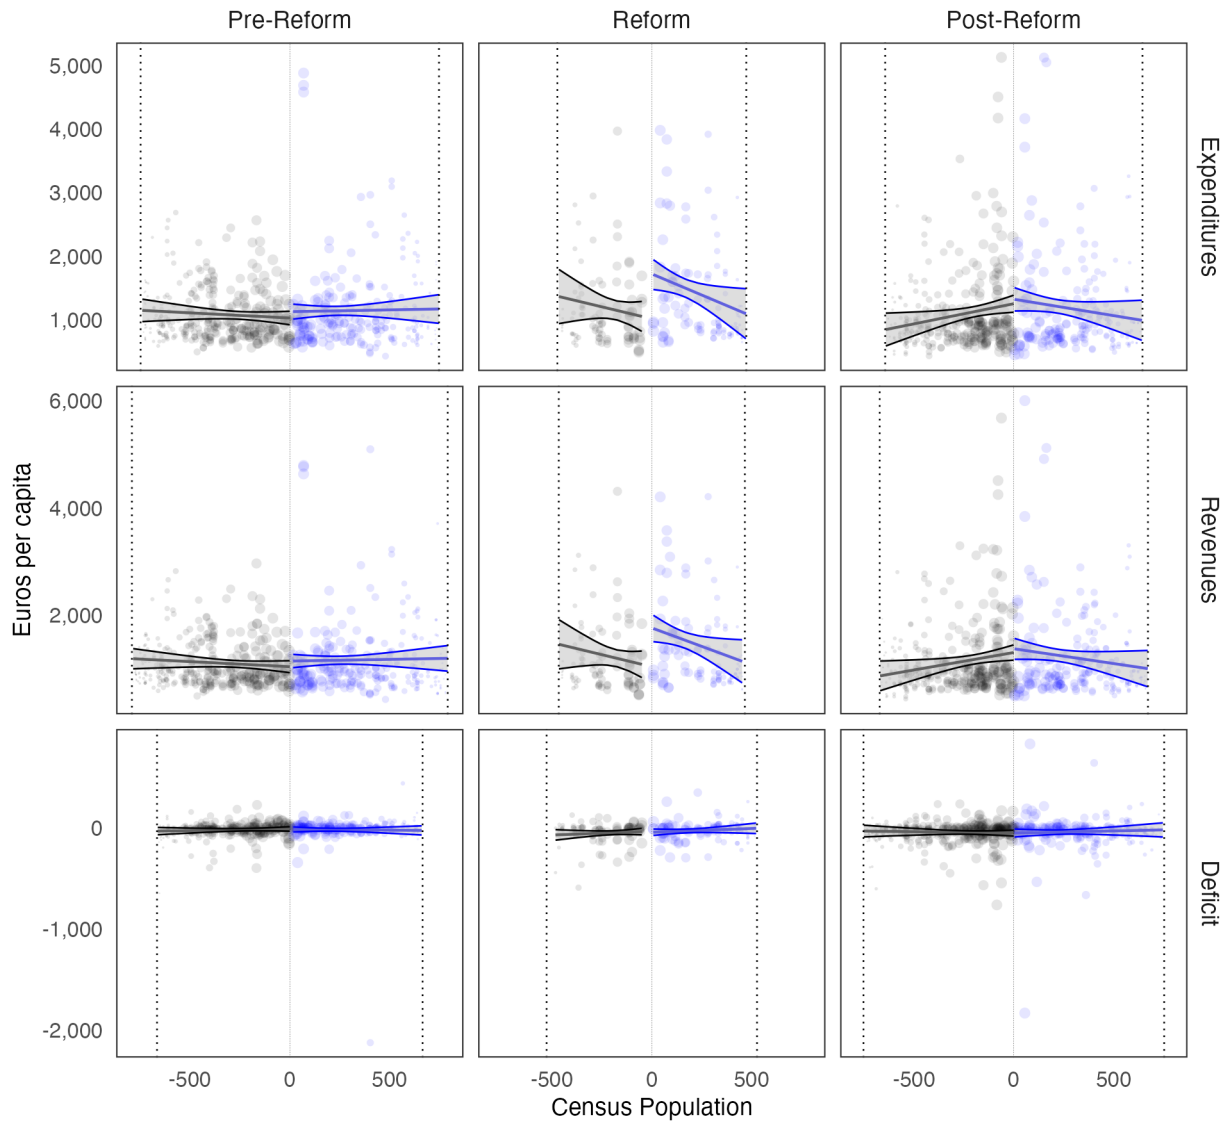 Pre-Reform Reform Post-Reform
5,000
4,000
3,000
2,000
1,000
Expenditures
6,000
4,000
2,000
Revenues
Euros per capita
0
-1,000
-2,000
Deficit
-500 0 500 -500 0 500 -500 0 500
Census Population